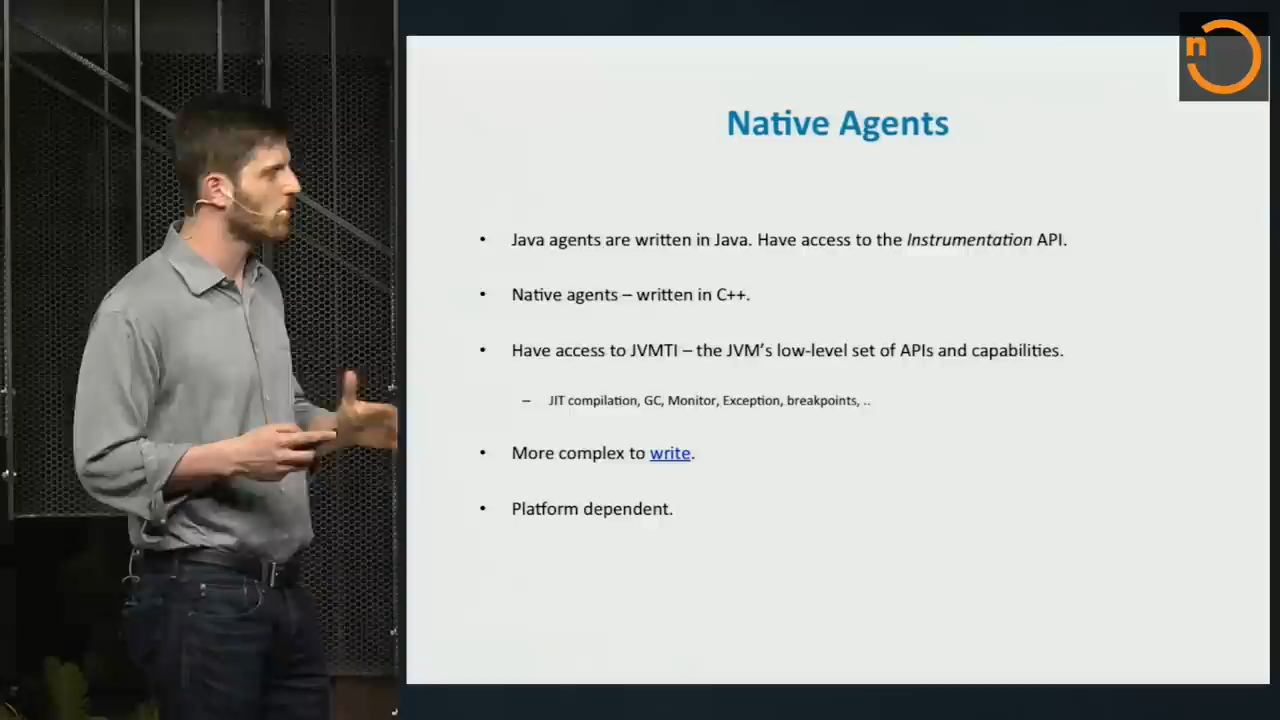 n
Native Agents
• Java agents are written in Java. Have access to the Instrumentation API.
• Native agents – written in C++.
• Have access to JVMTI – the JVM’s low-level set of APIs and capabilities.
– JIT compilation, GC, Monitor, Exception, breakpoints, ..
• More complex to write.
• Platform dependent.